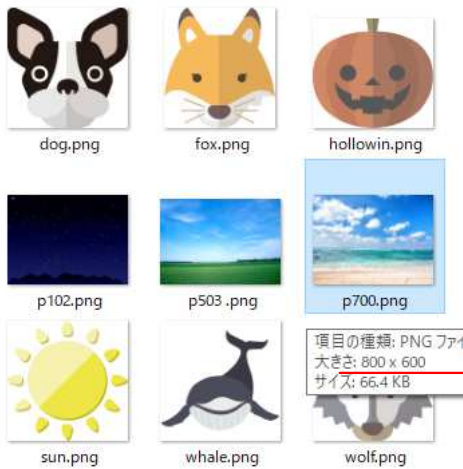 dog.png
fox.png
hollowin.png
p102.png
p503 .png
p700.png
項目の種類: PNG ファイ
大きさ: 800 x 600
サイズ: 66.4 KB
sun.png
whale.png
wolf.png